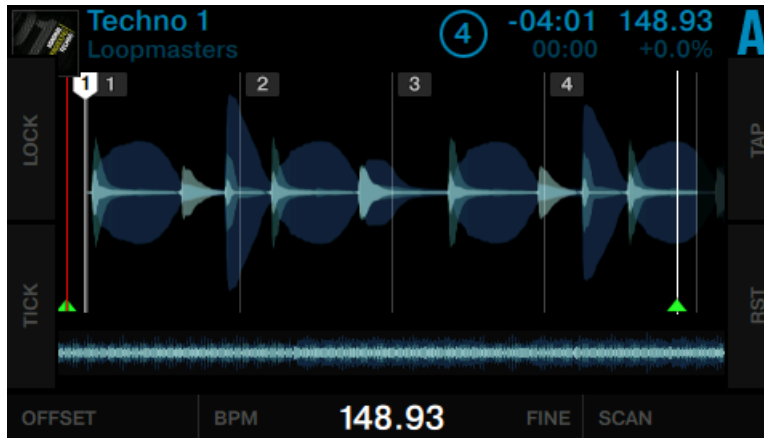 Techno 1
Loopmasters
4
-04:01 148.93
00:00 +0.0%
A
1 1 2 3 4
LOCK
TAP
TICK
RST
OFFSET BPM 148.93 FINE SCAN